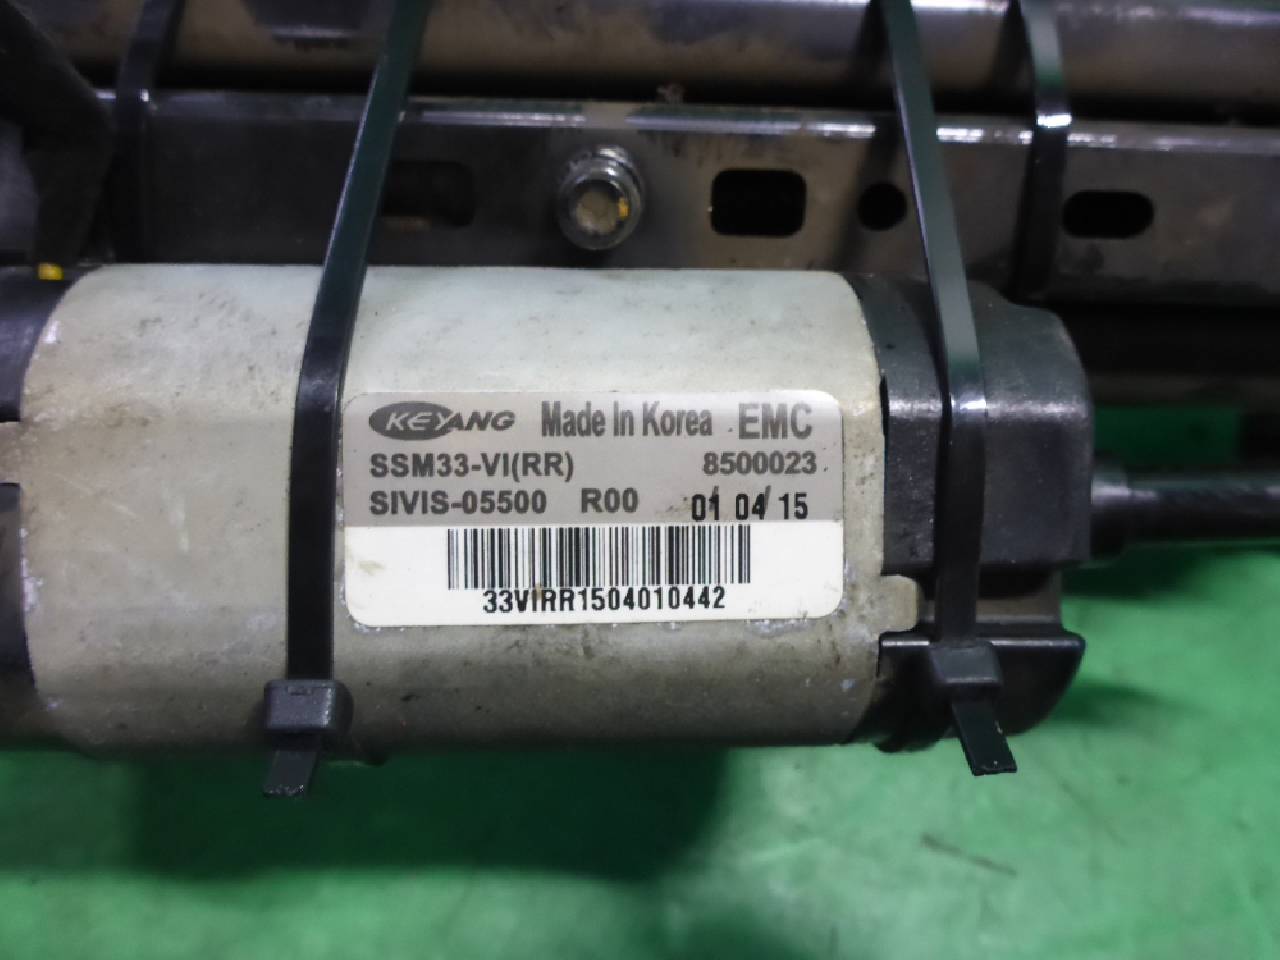 KEYANG Made In Korea EMC
SSM33-VI(RR) 8500023
SIVIS-05500 R00 01/04/15
33VIRR1504010442